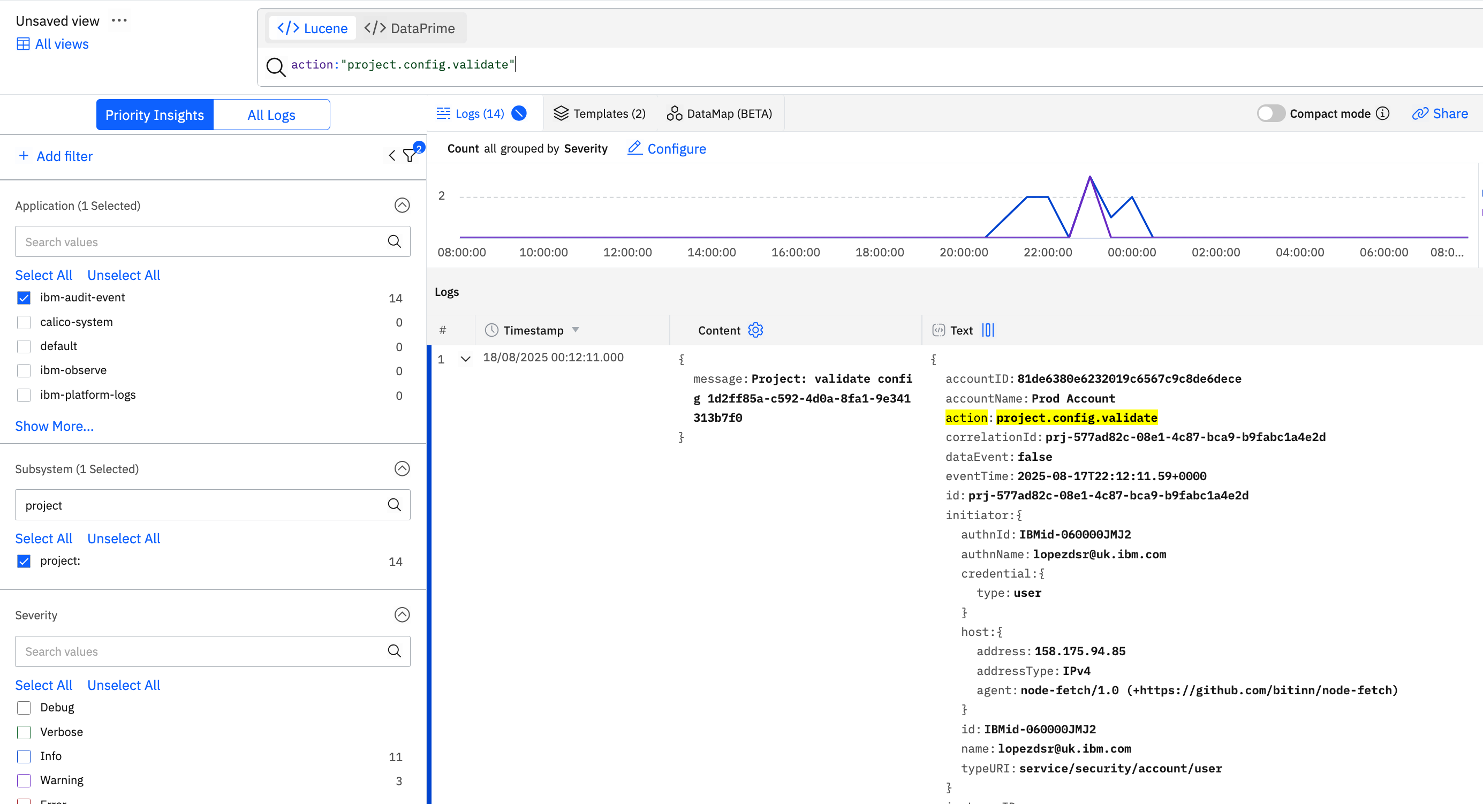 Unsaved view ···
All views
</> Lucene </> DataPrime
action:"project.config.validate"
Priority Insights All Logs
Logs (14) Templates (2) DataMap (BETA) Compact mode Share
+ Add filter 2
Count all grouped by Severity Configure
2
08:00:00 10:00:00 12:00:00 14:00:00 16:00:00 18:00:00 20:00:00 22:00:00 00:00:00 02:00:00 04:00:00 06:00:00 08:0...
Application (1 Selected)
Search values
Select All Unselect All
ibm-audit-event 14
calico-system 0
default 0
ibm-observe 0
ibm-platform-logs 0
Show More...
Subsystem (1 Selected)
project
Select All Unselect All
project: 14
Severity
Search values
Select All Unselect All
Debug
Verbose
Info 11
Warning 3
Error
Logs
# Timestamp Content Text
1 18/08/2025 00:12:11.000
{
message:Project: validate confi
g 1d2ff85a-c592-4d0a-8fa1-9e341
313b7f0
}
{
accountID:81de6380e6232019c6567c9c8de6dece
accountName:Prod Account
action:project.config.validate
correlationId:prj-577ad82c-08e1-4c87-bca9-b9fabc1a4e2d
dataEvent:false
eventTime:2025-08-17T22:12:11.59+0000
id:prj-577ad82c-08e1-4c87-bca9-b9fabc1a4e2d
initiator:{
authnId:IBMid-060000JMJ2
authnName:lopezdsr@uk.ibm.com
credential:{
type:user
}
host:{
address:158.175.94.85
addressType:IPv4
agent:node-fetch/1.0 (+https://github.com/bitinn/node-fetch)
}
id:IBMid-060000JMJ2
name:lopezdsr@uk.ibm.com
typeURI:service/security/account/user
}